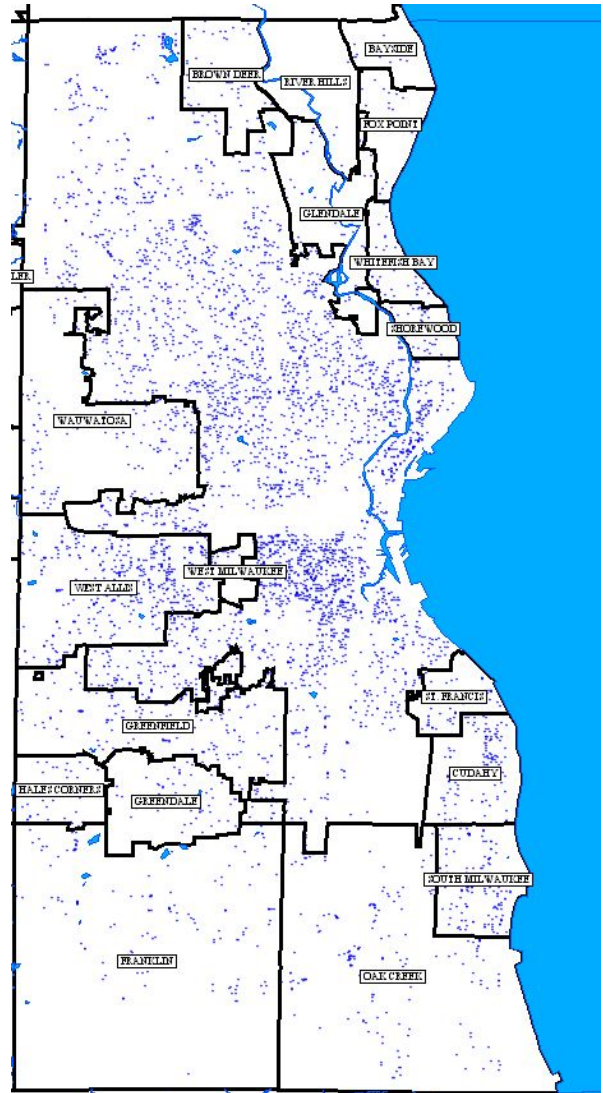 BAYSIDE
BROWN DEER
RIVER HILLS
FOX POINT
GLENDALE
WHITEFISH BAY
LER
SHOREWOOD
WAUWATOSA
WEST MILWAUKEE
WEST ALLIS
ST. FRANCIS
GREENFIELD
CUDAHY
HALES CORNERS
GREENDALE
SOUTH MILWAUKEE
FRANKLIN
OAK CREEK